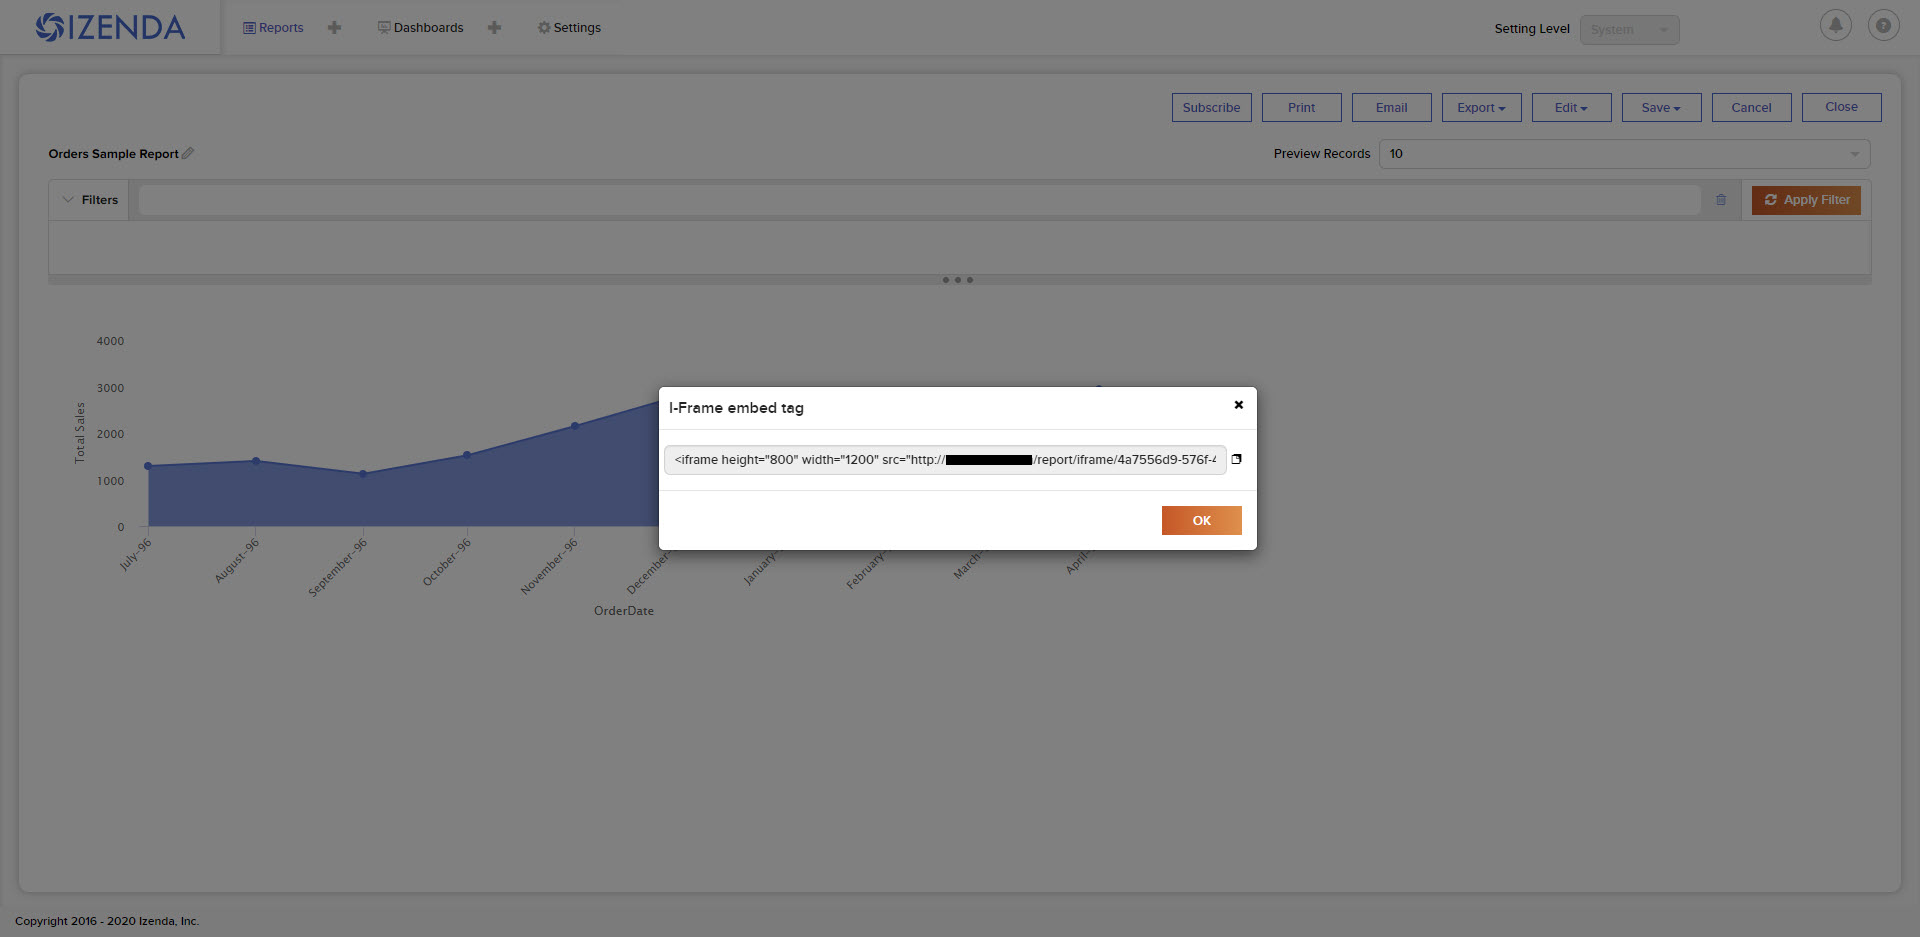 IZENDA
Reports
Dashboards
Settings
Setting Level
System
Subscribe
Print
Email
Export
Edit
Save
Cancel
Close
Orders Sample Report
Preview Records
10
Filters
Apply Filter
4000
3000
2000
1000
0
Total Sales
July-96
August-96
September-96
October-96
November-96
December-
January-
February-
March-
April-
OrderDate
I-Frame embed tag
<iframe height="800" width="1200" src="http:// /report/iframe/4a7556d9-576f-4
OK
Copyright 2016 - 2020 Izenda, Inc.